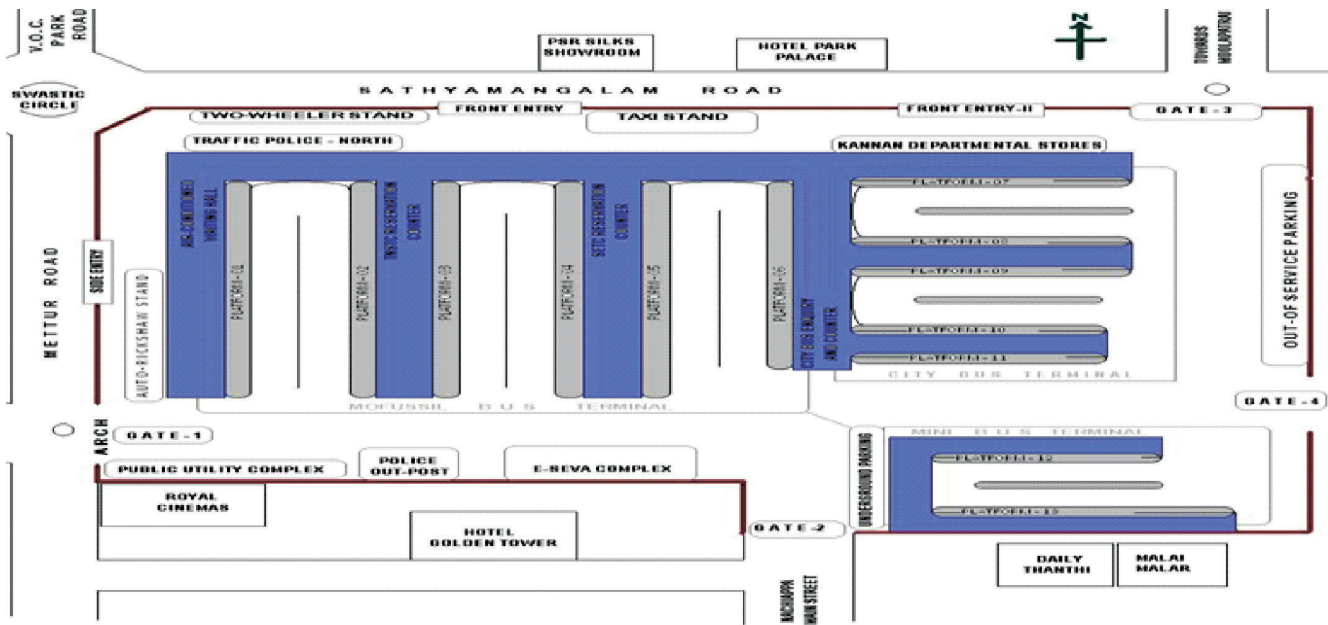 V.O.C.
PARK
ROAD
PSR SILKS
SHOWROOM
HOTEL PARK
PALACE
N
TOWARDS
MOOLAPATRAI
SWASTIC
CIRCLE
SATHYAMANGALAM ROAD
TWO-WHEELER STAND
FRONT ENTRY
TAXI STAND
FRONT ENTRY-II
GATE-3
TRAFFIC POLICE - NORTH
KANNAN DEPARTMENTAL STORES
AIR-CONDITIONED
WAITING HALL
TNSTC RESERVATION
COUNTER
SETC RESERVATION
COUNTER
PLATFORM-01
PLATFORM-02
PLATFORM-03
PLATFORM-04
PLATFORM-05
PLATFORM-06
PLATFORM-07
PLATFORM-08
PLATFORM-09
PLATFORM-10
PLATFORM-11
CITY BUS ENQUIRY
AND COUNTER
CITY BUS TERMINAL
OUT-OF SERVICE PARKING
METTUR ROAD
SIDE ENTRY
AUTO-RICKSHAW STAND
MOFUSSIL BUS TERMINAL
GATE-4
ARCH
GATE-1
MINI BUS TERMINAL
UNDERGROUND PARKING
PLATFORM-12
PLATFORM-13
PUBLIC UTILITY COMPLEX
POLICE
OUT-POST
E-SEVA COMPLEX
ROYAL
CINEMAS
HOTEL
GOLDEN TOWER
GATE-2
NACHIAPPA
MAIN STREET
DAILY
THANTHI
MALAI
MALAR